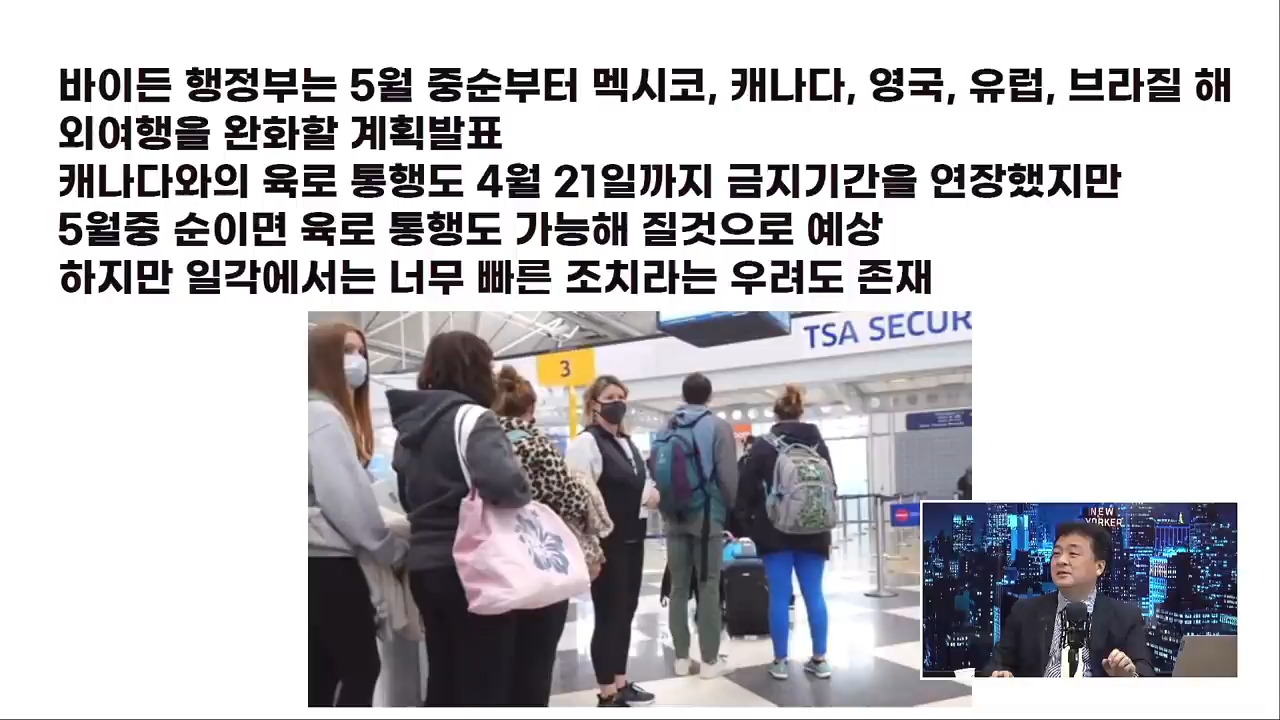 바이든 행정부는 5월 중순부터 멕시코, 캐나다, 영국, 유럽, 브라질 해
외여행을 완화할 계획발표
캐나다와의 육로 통행도 4월 21일까지 금지기간을 연장했지만
5월중 순이면 육로 통행도 가능해 질것으로 예상
하지만 일각에서는 너무 빠른 조치라는 우려도 존재
TSA SECUR
3
NEW
YORKER